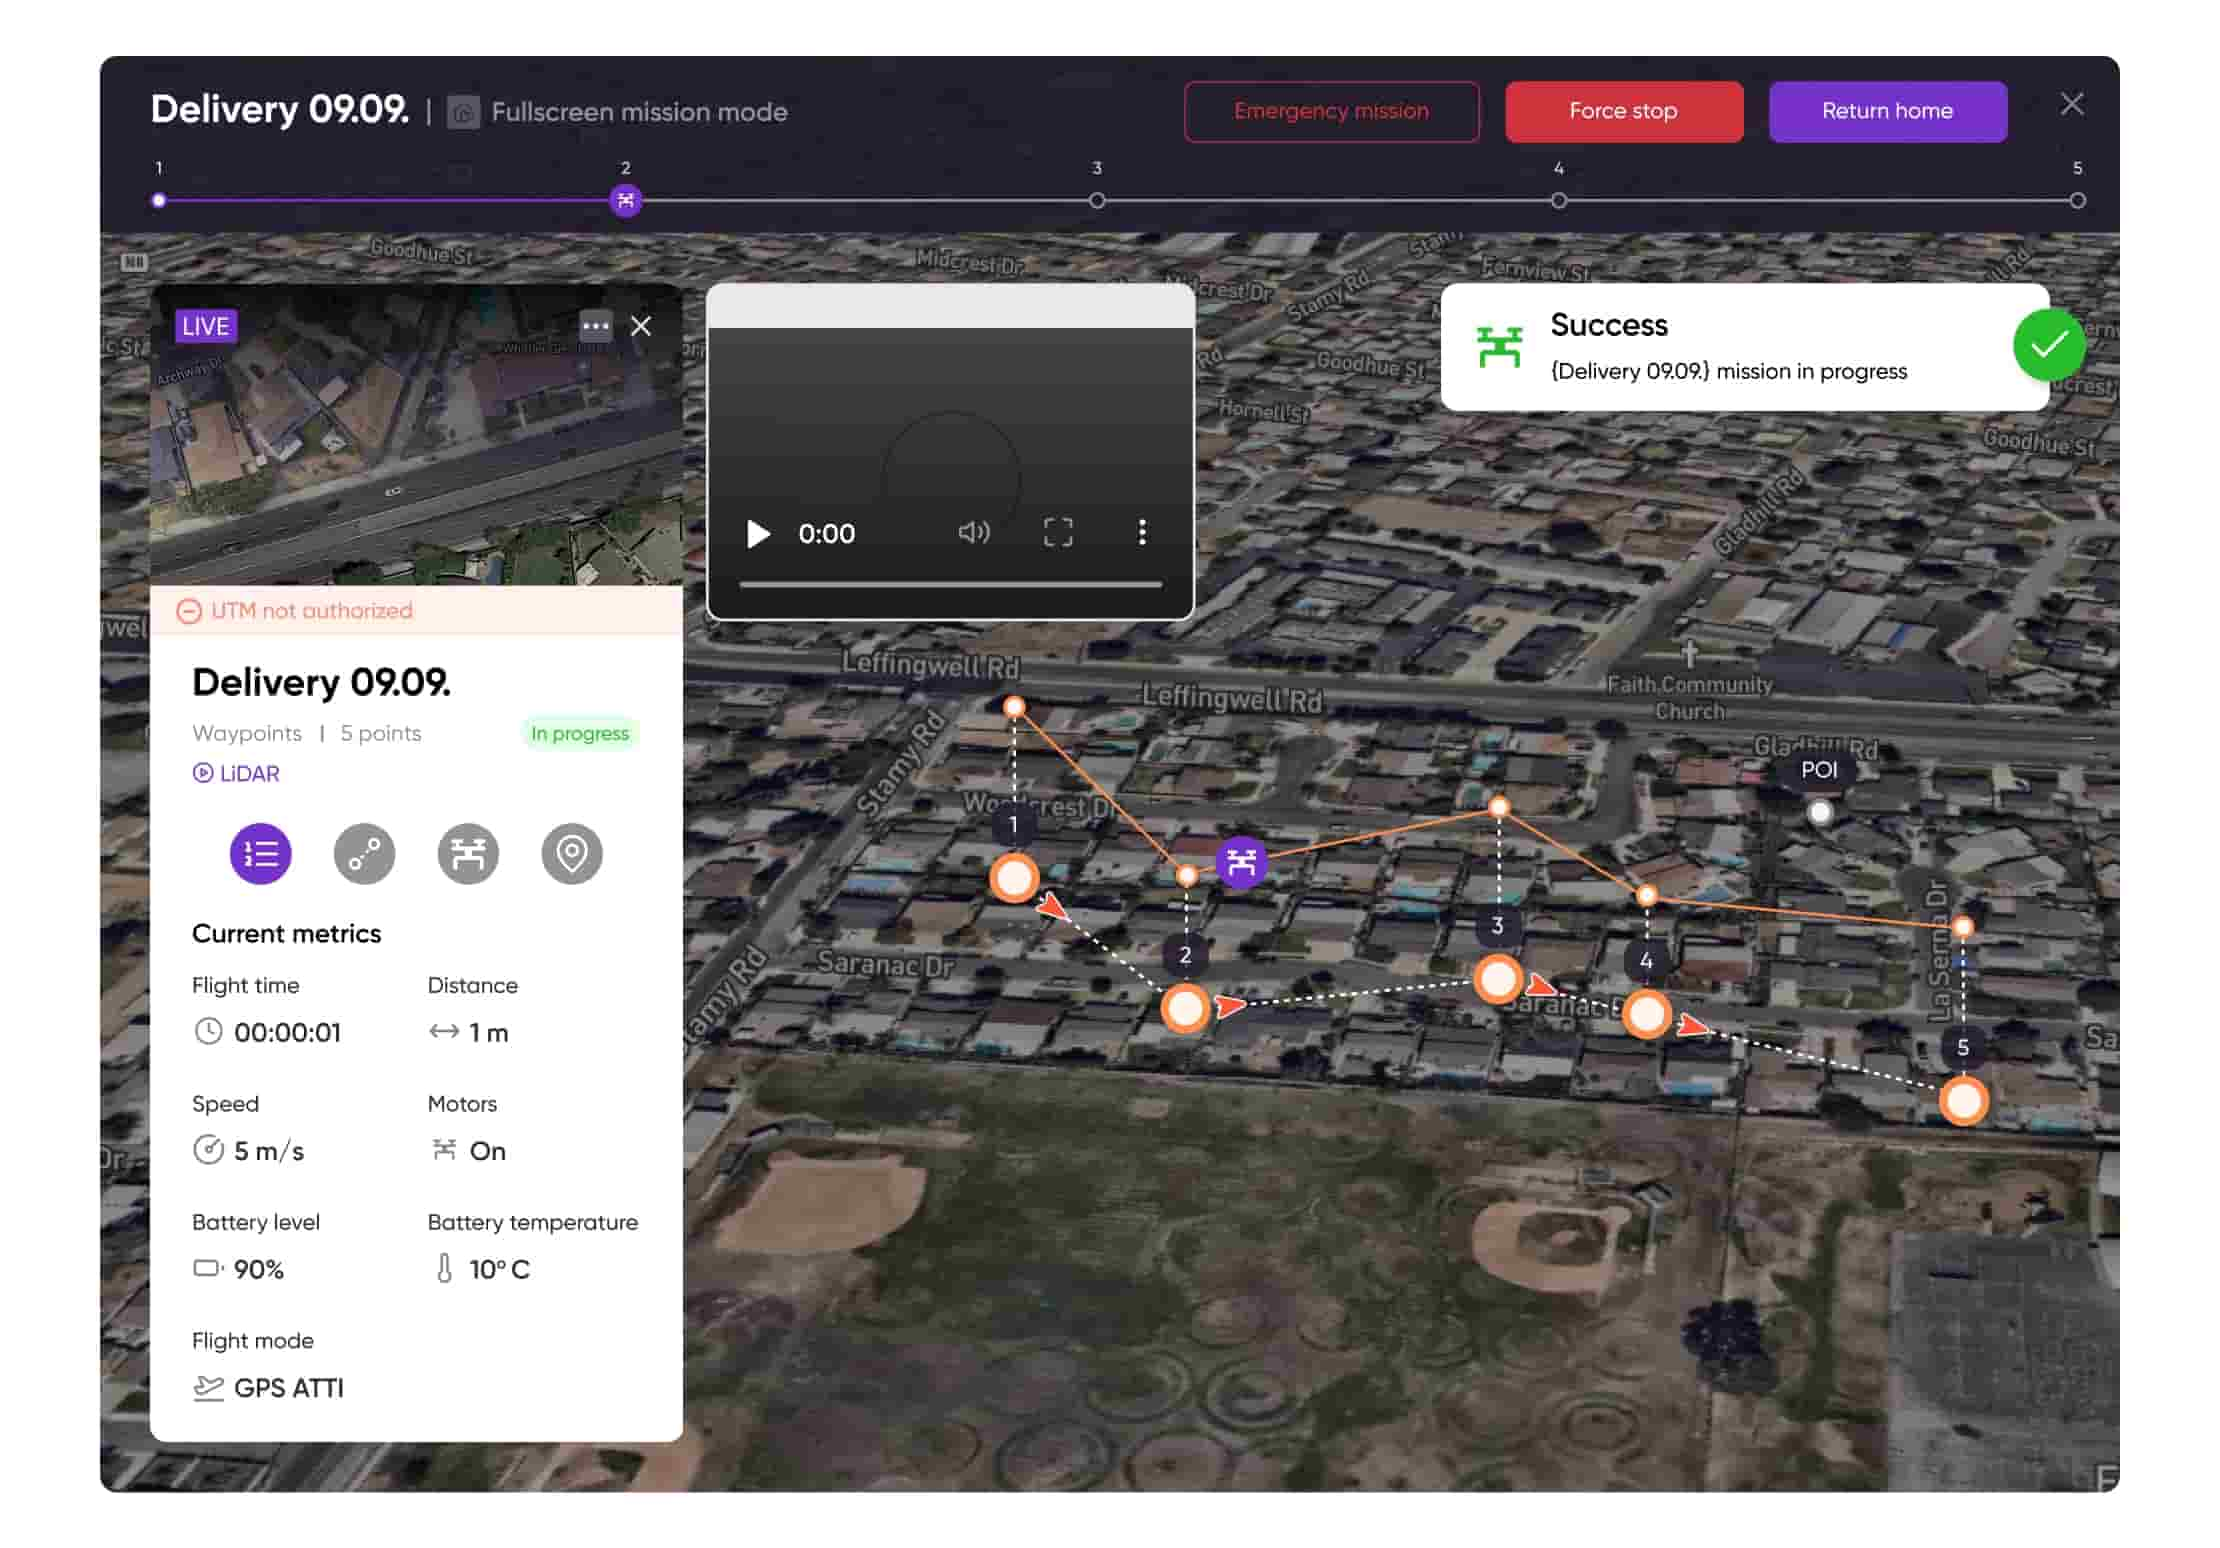 Delivery 09.09. | Fullscreen mission mode
Emergency mission
Force stop
Return home
1
2
3
4
5
Goodhue St
Midcrest Dr
Stamy Rd
Fernview St
Goodhue St
Hornell St
Goodhue St
Gladhill Rd
LIVE
Archway Dr
0:00
Success
{Delivery 09.09.} mission in progress
UTM not authorized
Delivery 09.09.
Waypoints | 5 points
In progress
LiDAR
Current metrics
Flight time
Distance
00:00:01
1 m
Speed
Motors
5 m/s
On
Battery level
Battery temperature
90%
10° C
Flight mode
GPS ATTI
Leffingwell Rd
Leffingwell Rd
Faith Community
Church
Gladhill Rd
POI
Stamy Rd
Woodcrest Dr
1
2
3
4
5
Saranac Dr
Saranac D
La Serna Dr
Stamy Rd